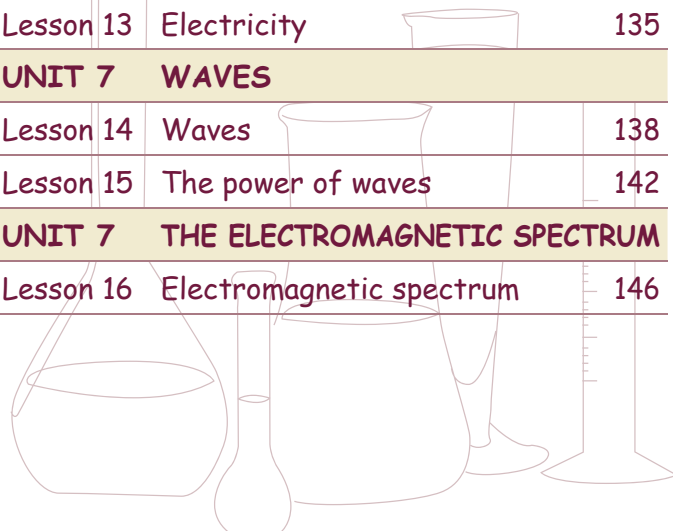 Lesson 13 Electricity 135
UNIT 7 WAVES
Lesson 14 Waves 138
Lesson 15 The power of waves 142
UNIT 7 THE ELECTROMAGNETIC SPECTRUM
Lesson 16 Electromagnetic spectrum 146